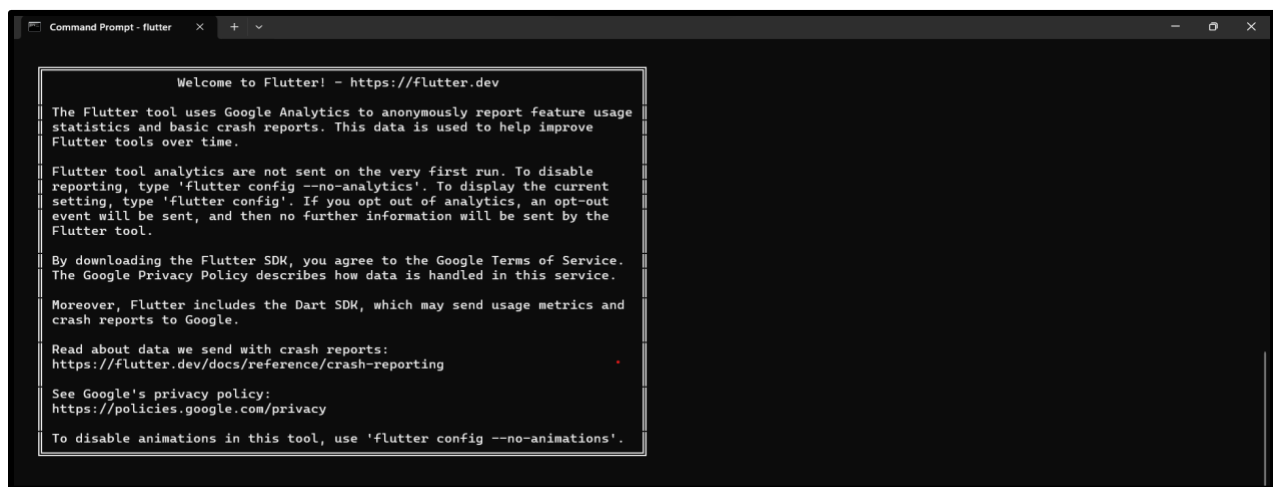 Command Prompt - flutter
Welcome to Flutter! - https://flutter.dev
The Flutter tool uses Google Analytics to anonymously report feature usage
statistics and basic crash reports. This data is used to help improve
Flutter tools over time.
Flutter tool analytics are not sent on the very first run. To disable
reporting, type 'flutter config --no-analytics'. To display the current
setting, type 'flutter config'. If you opt out of analytics, an opt-out
event will be sent, and then no further information will be sent by the
Flutter tool.
By downloading the Flutter SDK, you agree to the Google Terms of Service.
The Google Privacy Policy describes how data is handled in this service.
Moreover, Flutter includes the Dart SDK, which may send usage metrics and
crash reports to Google.
Read about data we send with crash reports:
https://flutter.dev/docs/reference/crash-reporting
See Google's privacy policy:
https://policies.google.com/privacy
To disable animations in this tool, use 'flutter config --no-animations'.